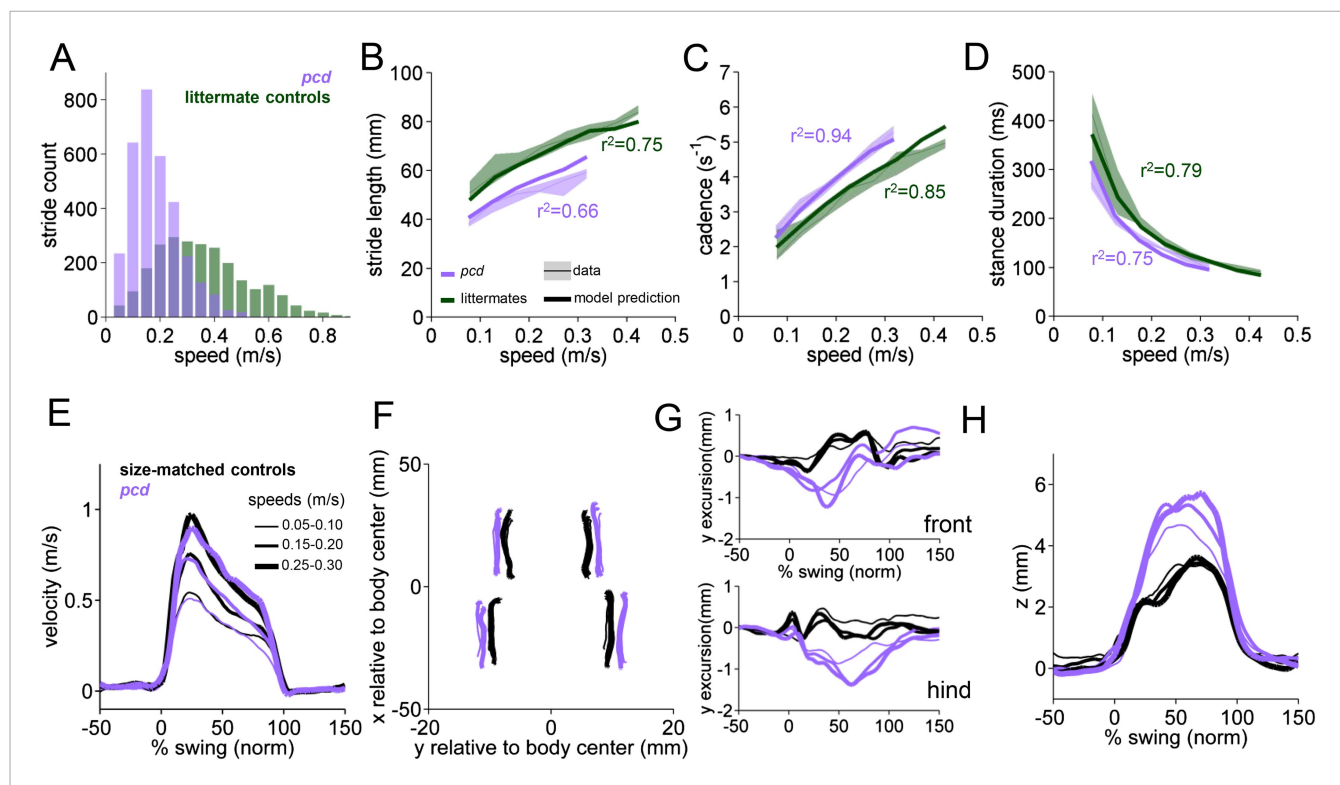 A
pcd
littermate controls
800
600
400
200
0
stride count
0 0.2 0.4 0.6 0.8
speed (m/s)
B
100
80
60
40
20
0
stride length (mm)
r²=0.75
r²=0.66
pcd
data
littermates
model prediction
0 0.1 0.2 0.3 0.4 0.5
speed (m/s)
C
7
6
5
4
3
2
1
0
cadence (s⁻¹)
r²=0.94
r²=0.85
0 0.1 0.2 0.3 0.4 0.5
speed (m/s)
D
500
400
300
200
100
0
stance duration (ms)
r²=0.79
r²=0.75
0 0.1 0.2 0.3 0.4 0.5
speed (m/s)
E
size-matched controls
pcd
speeds (m/s)
0.05-0.10
0.15-0.20
0.25-0.30
1
0.5
0
velocity (m/s)
-50 0 50 100 150
% swing (norm)
F
50
0
-50
x relative to body center (mm)
-20 0 20
y relative to body center (mm)
G
1
0
-1
-2
y excursion(mm)
front
-50 0 50 100 150
% swing (norm)
1
0
-1
-2
y excursion(mm)
hind
-50 0 50 100 150
% swing (norm)
H
6
4
2
0
z (mm)
-50 0 50 100 150
% swing (norm)